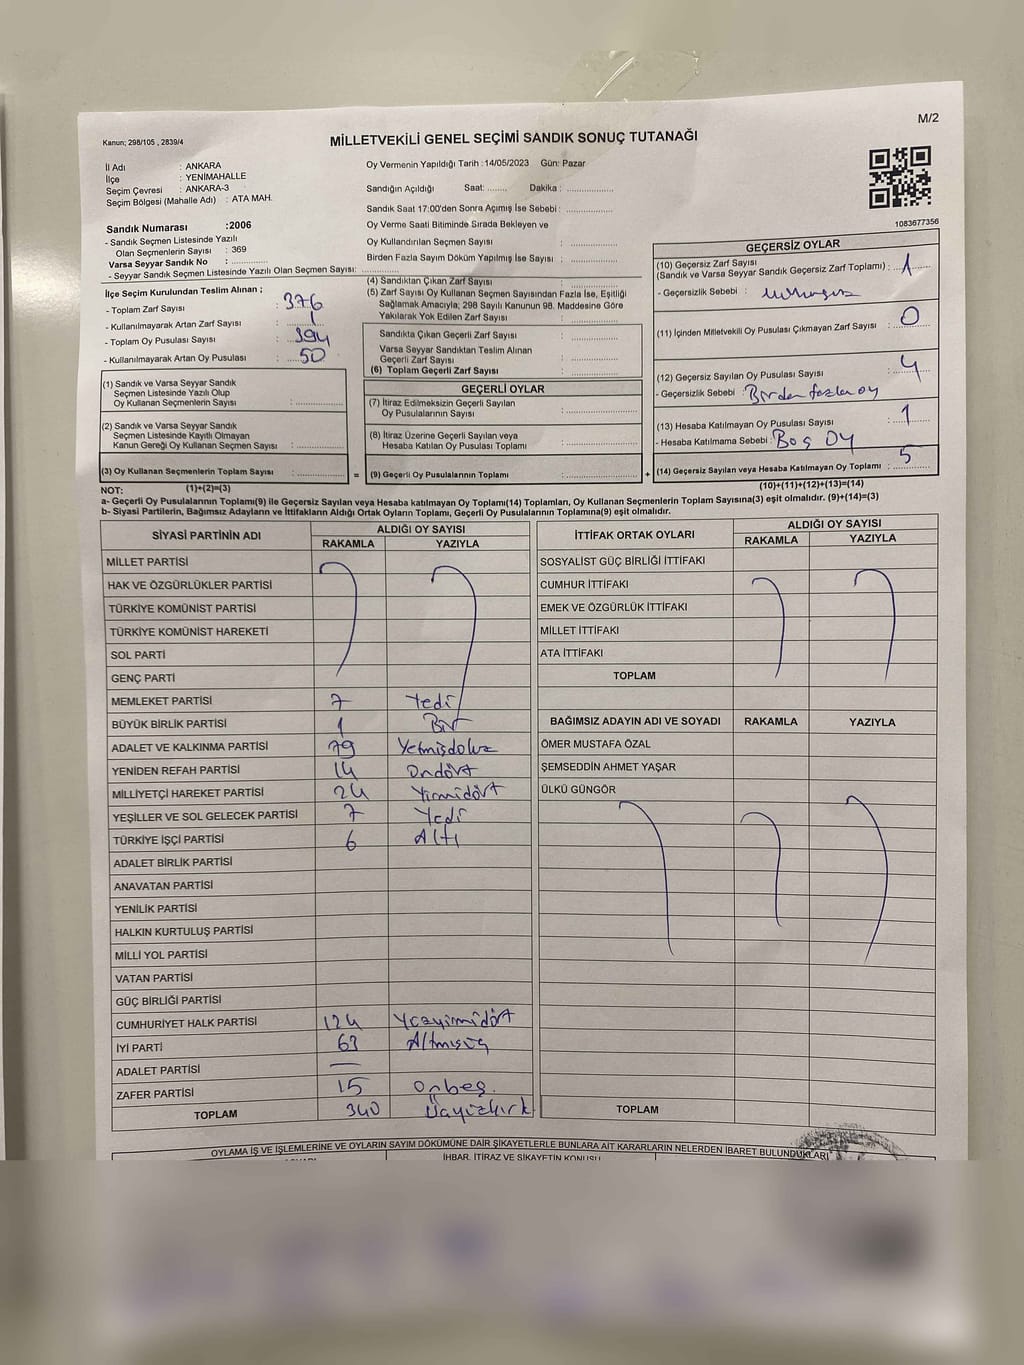 M/2
Kanun; 298/105 , 2839/4
MİLLETVEKİLİ GENEL SEÇİMİ SANDIK SONUÇ TUTANAĞI
İl Adı : ANKARA
İlçe : YENİMAHALLE
Seçim Çevresi : ANKARA-3
Seçim Bölgesi (Mahalle Adı) : ATA MAH.
Sandık Numarası :2006
- Sandık Seçmen Listesinde Yazılı
Olan Seçmenlerin Sayısı : 369
Varsa Seyyar Sandık No :
- Seyyar Sandık Seçmen Listesinde Yazılı Olan Seçmen Sayısı: ..............
Oy Vermenin Yapıldığı Tarih :14/05/2023 Gün: Pazar
Sandığın Açıldığı Saat: ....... Dakika : ................
Sandık Saat 17:00'den Sonra Açımış İse Sebebi: ................
Oy Verme Saati Bitiminde Sırada Bekleyen ve
Oy Kullandırılan Seçmen Sayısı : ................
Birden Fazla Sayım Döküm Yapılmış İse Sayısı : ................
1083677356
İlçe Seçim Kurulundan Teslim Alınan ;
- Toplam Zarf Sayısı : 376
- Kullanılmayarak Artan Zarf Sayısı : 1
- Toplam Oy Pusulası Sayısı : 394
- Kullanılmayarak Artan Oy Pusulası : 50
(4) Sandıktan Çıkan Zarf Sayısı : ................
(5) Zarf Sayısı Oy Kullanan Seçmen Sayısından Fazla İse, Eşitliği
Sağlamak Amacıyla; 298 Sayılı Kanunun 98. Maddesine Göre
Yakılarak Yok Edilen Zarf Sayısı : ................
Sandıkta Çıkan Geçerli Zarf Sayısı : ................
Varsa Seyyar Sandıktan Teslim Alınan
Geçerli Zarf Sayısı : ................
(6) Toplam Geçerli Zarf Sayısı : ................
GEÇERSİZ OYLAR
(10) Geçersiz Zarf Sayısı
(Sandık ve Varsa Seyyar Sandık Geçersiz Zarf Toplamı) : 1
- Geçersizlik Sebebi :
(11) İçinden Milletvekili Oy Pusulası Çıkmayan Zarf Sayısı : 0
(12) Geçersiz Sayılan Oy Pusulası Sayısı : 4
- Geçersizlik Sebebi : Birden fazla oy
(13) Hesaba Katılmayan Oy Pusulası Sayısı : 1
- Hesaba Katılmama Sebebi : Boş Oy
(14) Geçersiz Sayılan veya Hesaba Katılmayan Oy Toplamı : 5
(10)+(11)+(12)+(13)=(14)
(1) Sandık ve Varsa Seyyar Sandık
Seçmen Listesinde Yazılı Olup
Oy Kullanan Seçmenlerin Sayısı : ..............
(2) Sandık ve Varsa Seyyar Sandık
Seçmen Listesinde Kayıtlı Olmayan
Kanun Gereği Oy Kullanan Seçmen Sayısı : ..............
(3) Oy Kullanan Seçmenlerin Toplam Sayısı : ..............
(1)+(2)=(3)
GEÇERLİ OYLAR
(7) İtiraz Edilmeksizin Geçerli Sayılan
Oy Pusulalarının Sayısı : ................
(8) İtiraz Üzerine Geçerli Sayılan veya
Hesaba Katılan Oy Pusulası Toplamı : ................
= (9) Geçerli Oy Pusulalarının Toplamı : ................ +
NOT:
a- Geçerli Oy Pusulalarının Toplamı(9) ile Geçersiz Sayılan veya Hesaba katılmayan Oy Toplamı(14) Toplamları, Oy Kullanan Seçmenlerin Toplam Sayısına(3) eşit olmalıdır. (9)+(14)=(3)
b- Siyasi Partilerin, Bağımsız Adayların ve İttifakların Aldığı Ortak Oyların Toplamı, Geçerli Oy Pusulalarının Toplamına(9) eşit olmalıdır.
SİYASİ PARTİNİN ADI ALDIĞI OY SAYISI
RAKAMLA YAZIYLA
MİLLET PARTİSİ
HAK VE ÖZGÜRLÜKLER PARTİSİ
TÜRKİYE KOMÜNİST PARTİSİ
TÜRKİYE KOMÜNİST HAREKETİ
SOL PARTİ
GENÇ PARTİ
MEMLEKET PARTİSİ 7 Yedi
BÜYÜK BİRLİK PARTİSİ 1 Bir
ADALET VE KALKINMA PARTİSİ 79 Yetmişdokuz
YENİDEN REFAH PARTİSİ 14 Ondört
MİLLİYETÇİ HAREKET PARTİSİ 24 Yirmidört
YEŞİLLER VE SOL GELECEK PARTİSİ 7 Yedi
TÜRKİYE İŞÇİ PARTİSİ 6 Altı
ADALET BİRLİK PARTİSİ
ANAVATAN PARTİSİ
YENİLİK PARTİSİ
HALKIN KURTULUŞ PARTİSİ
MİLLİ YOL PARTİSİ
VATAN PARTİSİ
GÜÇ BİRLİĞİ PARTİSİ
CUMHURİYET HALK PARTİSİ 124 Yüzyirmidört
İYİ PARTİ 63 Altmışüç
ADALET PARTİSİ —
ZAFER PARTİSİ 15 Onbeş.
TOPLAM 340 Üçyüzkırk
İTTİFAK ORTAK OYLARI ALDIĞI OY SAYISI
RAKAMLA YAZIYLA
SOSYALİST GÜÇ BİRLİĞİ İTTİFAKI
CUMHUR İTTİFAKI
EMEK VE ÖZGÜRLÜK İTTİFAKI
MİLLET İTTİFAKI
ATA İTTİFAKI
TOPLAM
BAĞIMSIZ ADAYIN ADI VE SOYADI RAKAMLA YAZIYLA
ÖMER MUSTAFA ÖZAL
ŞEMSEDDİN AHMET YAŞAR
ÜLKÜ GÜNGÖR
TOPLAM
OYLAMA İŞ VE İŞLEMLERİNE VE OYLARIN SAYIM DÖKÜMÜNE DAİR ŞİKAYETLERLE BUNLARA AİT KARARLARIN NELERDEN İBARET BULUNDUKLARI
İHBAR, İTİRAZ VE ŞİKAYETİN KONUSU